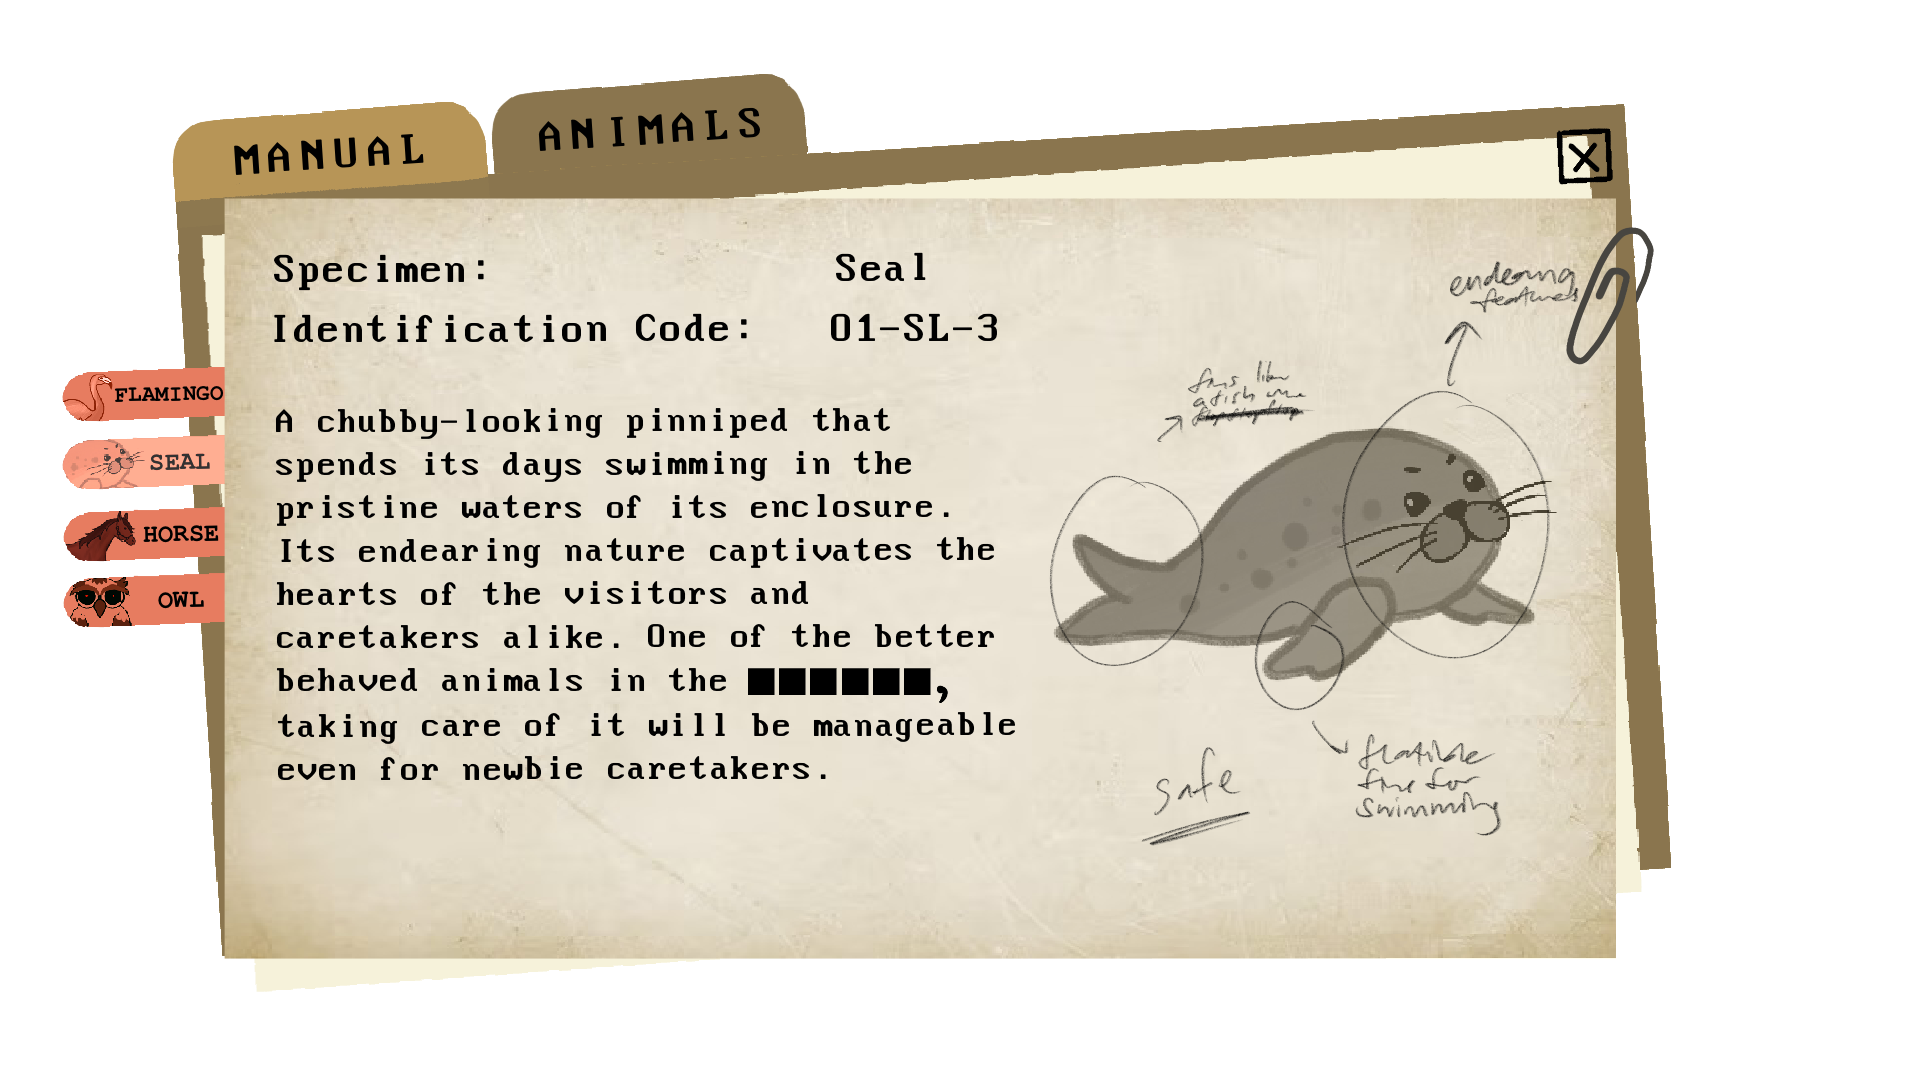 MANUAL
ANIMALS
Specimen: Seal
Identification Code: 01-SL-3
FLAMINGO
SEAL
HORSE
OWL
A chubby-looking pinniped that
spends its days swimming in the
pristine waters of its enclosure.
Its endearing nature captivates the
hearts of the visitors and
caretakers alike. One of the better
behaved animals in the ■■■■■■,
taking care of it will be manageable
even for newbie caretakers.
endearing
features
like
safe
for
swimming